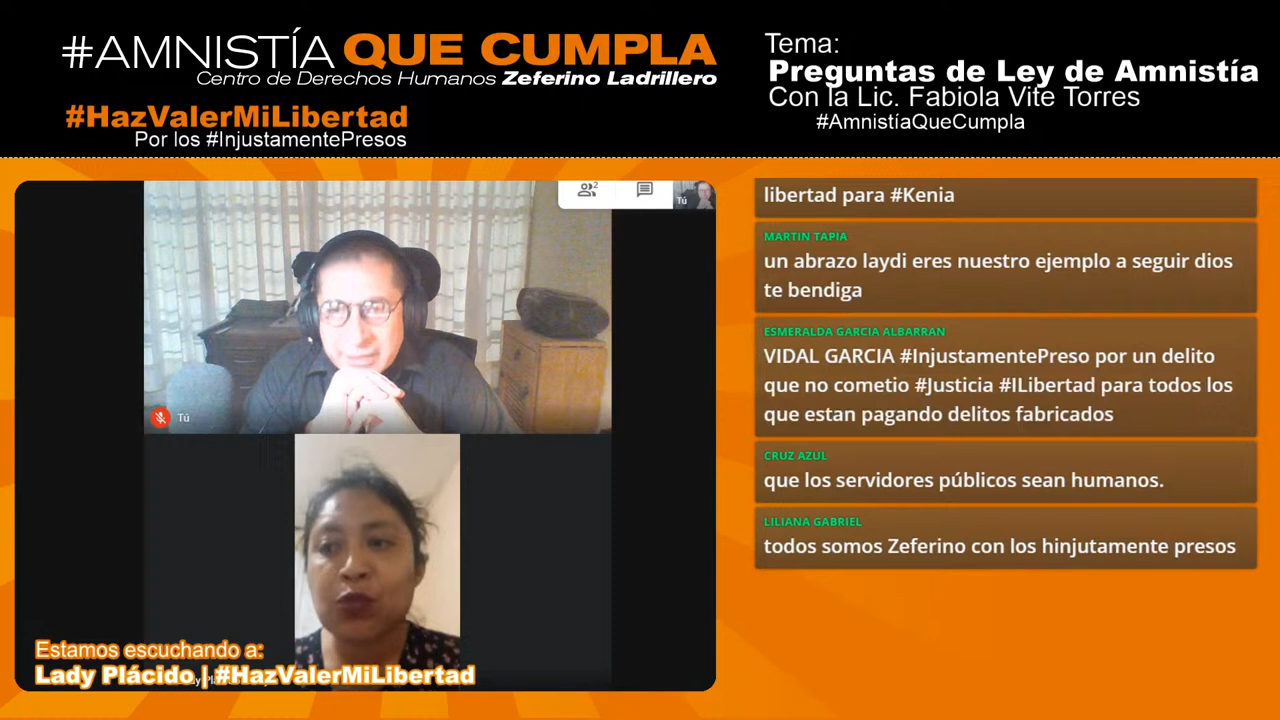 #AMNISTÍA QUE CUMPLA
Centro de Derechos Humanos Zeferino Ladrillero
#HazValerMiLibertad
Por los #InjustamentePresos
Tema:
Preguntas de Ley de Amnistía
Con la Lic. Fabiola Vite Torres
#AmnistíaQueCumpla
2
Tú
Tú
Estamos escuchando a:
Lady Plácido | #HazValerMiLibertad
libertad para #Kenia
MARTIN TAPIA
un abrazo laydi eres nuestro ejemplo a seguir dios
te bendiga
ESMERALDA GARCIA ALBARRAN
VIDAL GARCIA #InjustamentePreso por un delito
que no cometio #Justicia #ILibertad para todos los
que estan pagando delitos fabricados
CRUZ AZUL
que los servidores públicos sean humanos.
LILIANA GABRIEL
todos somos Zeferino con los hinjutamente presos